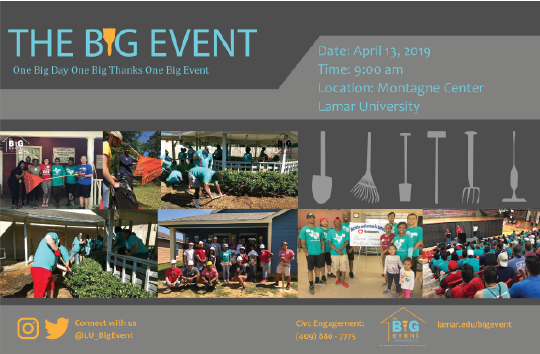 THE BIG EVENT
One Big Day One Big Thanks One Big Event
Date: April 13, 2019
Time: 9:00 am
Location: Montagne Center
Lamar University
BIG
event
Connect with us
@LU_BigEvent
Civic Engagement:
(409) 880 - 7775
BIG
event
lamar.edu/bigevent